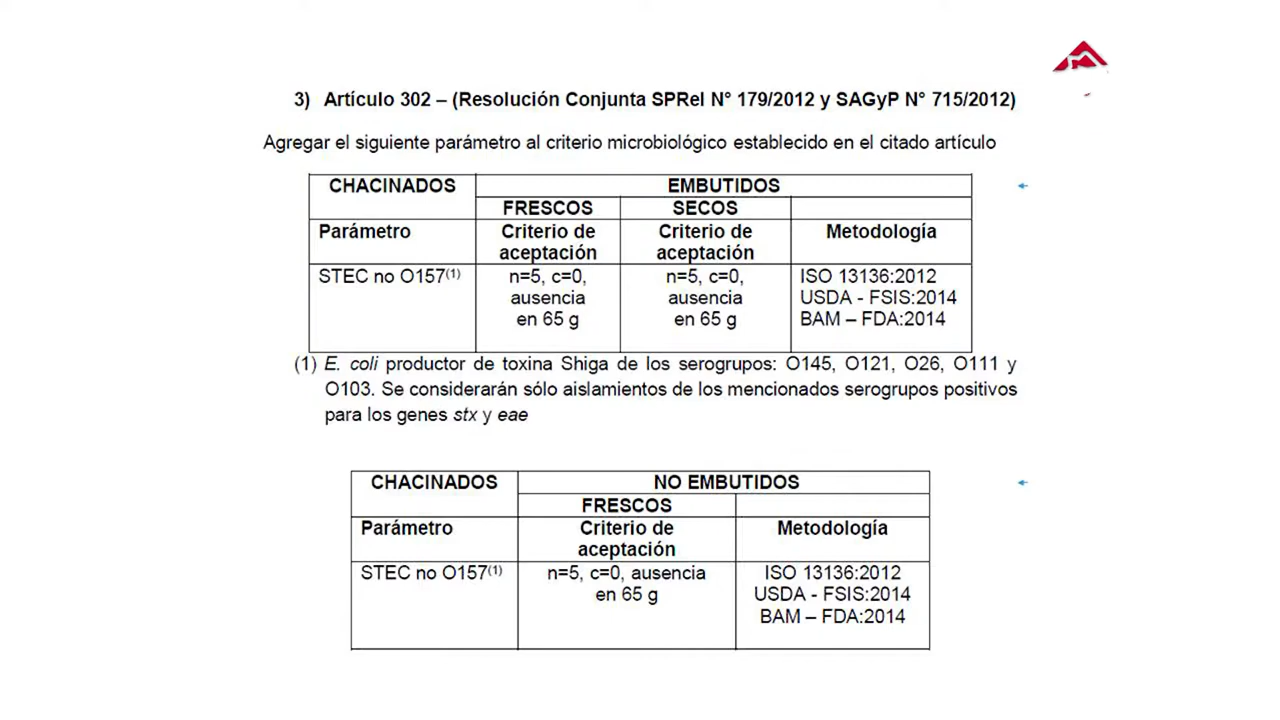 3) Artículo 302 – (Resolución Conjunta SPReI N° 179/2012 y SAGyP N° 715/2012)
Agregar el siguiente parámetro al criterio microbiológico establecido en el citado artículo
CHACINADOS EMBUTIDOS
FRESCOS SECOS
Parámetro Criterio de aceptación Criterio de aceptación Metodología
STEC no O157(1) n=5, c=0, n=5, c=0, ISO 13136:2012
ausencia ausencia USDA - FSIS:2014
en 65 g en 65 g BAM – FDA:2014
(1) E. coli productor de toxina Shiga de los serogrupos: O145, O121, O26, O111 y
O103. Se considerarán sólo aislamientos de los mencionados serogrupos positivos
para los genes stx y eae
CHACINADOS NO EMBUTIDOS
FRESCOS
Parámetro Criterio de aceptación Metodología
STEC no O157(1) n=5, c=0, ausencia ISO 13136:2012
en 65 g USDA - FSIS:2014
BAM – FDA:2014